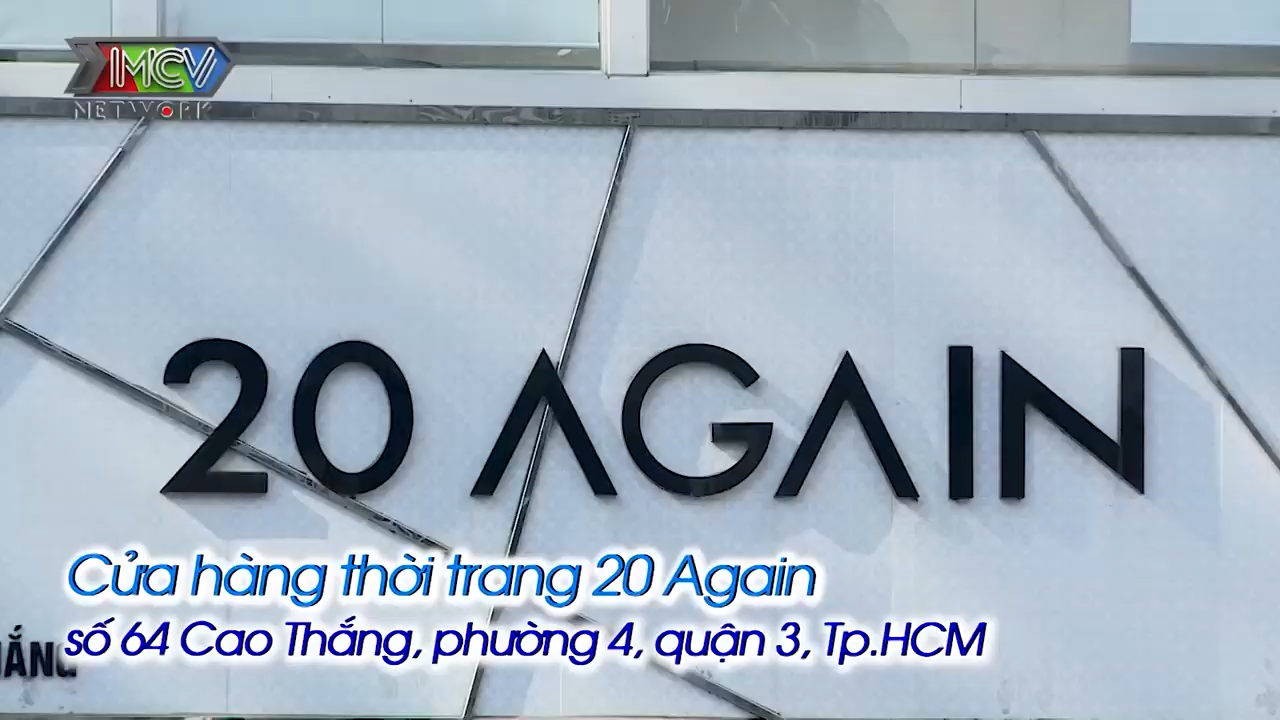 MCV
NETWORK
20 AGAIN
Cửa hàng thời trang 20 Again
số 64 Cao Thắng, phường 4, quận 3, Tp.HCM